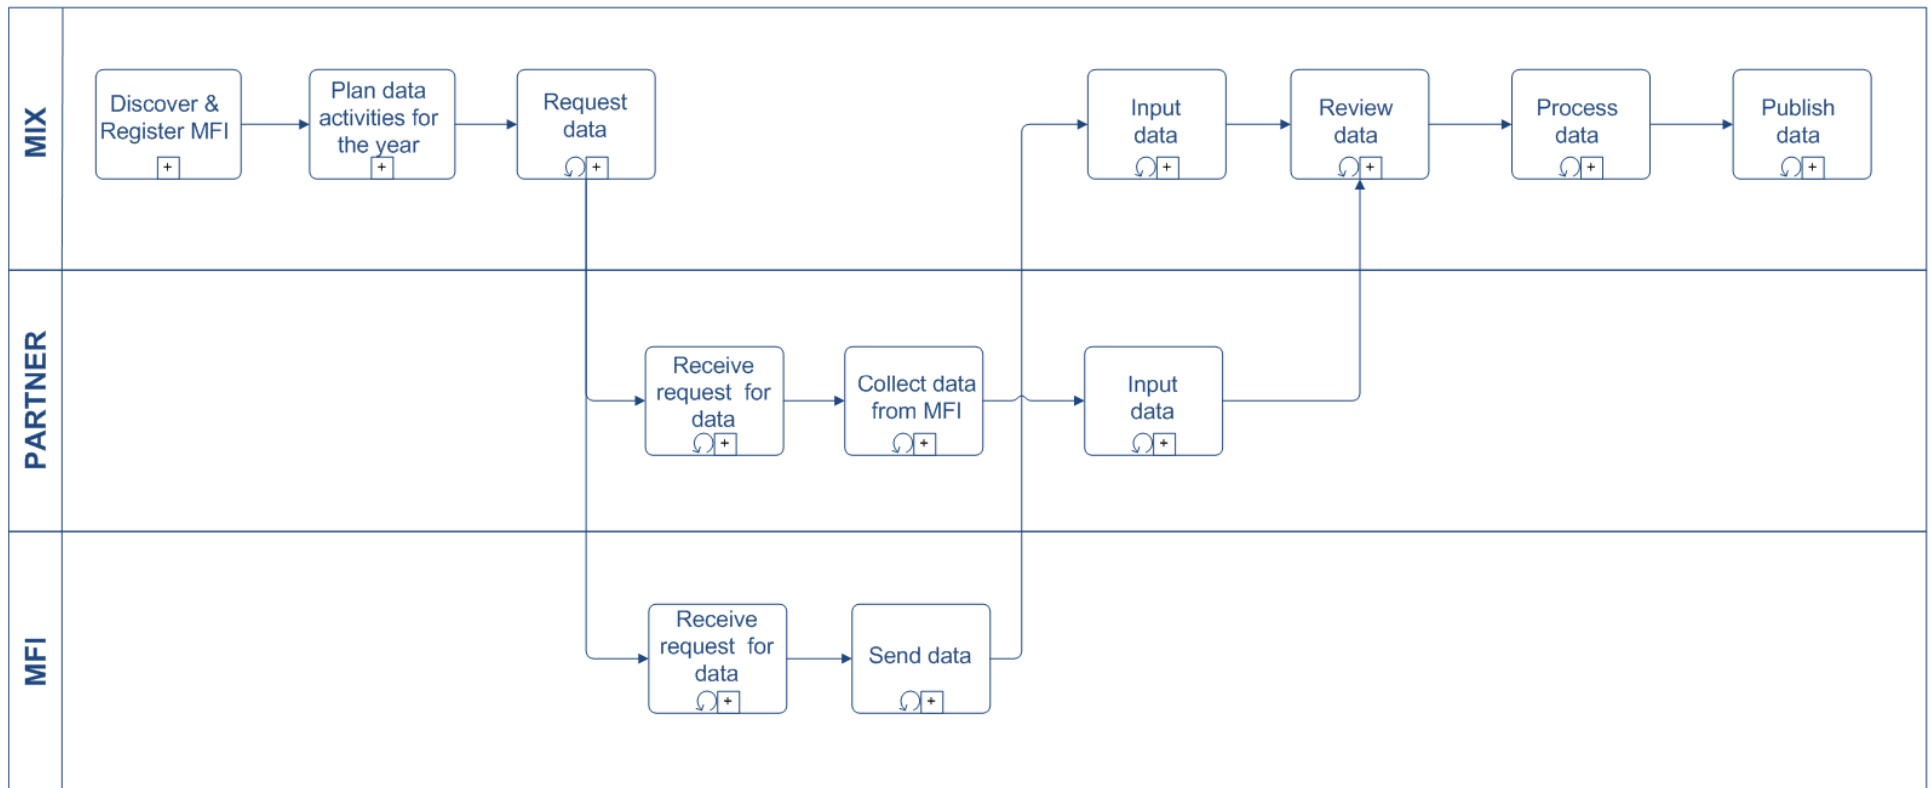 MIX
Discover &
Register MFI
+
Plan data
activities for
the year
+
Request
data
+
Input
data
+
Review
data
+
Process
data
+
Publish
data
+
PARTNER
Receive
request for
data
+
Collect data
from MFI
+
Input
data
+
MFI
Receive
request for
data
+
Send data
+